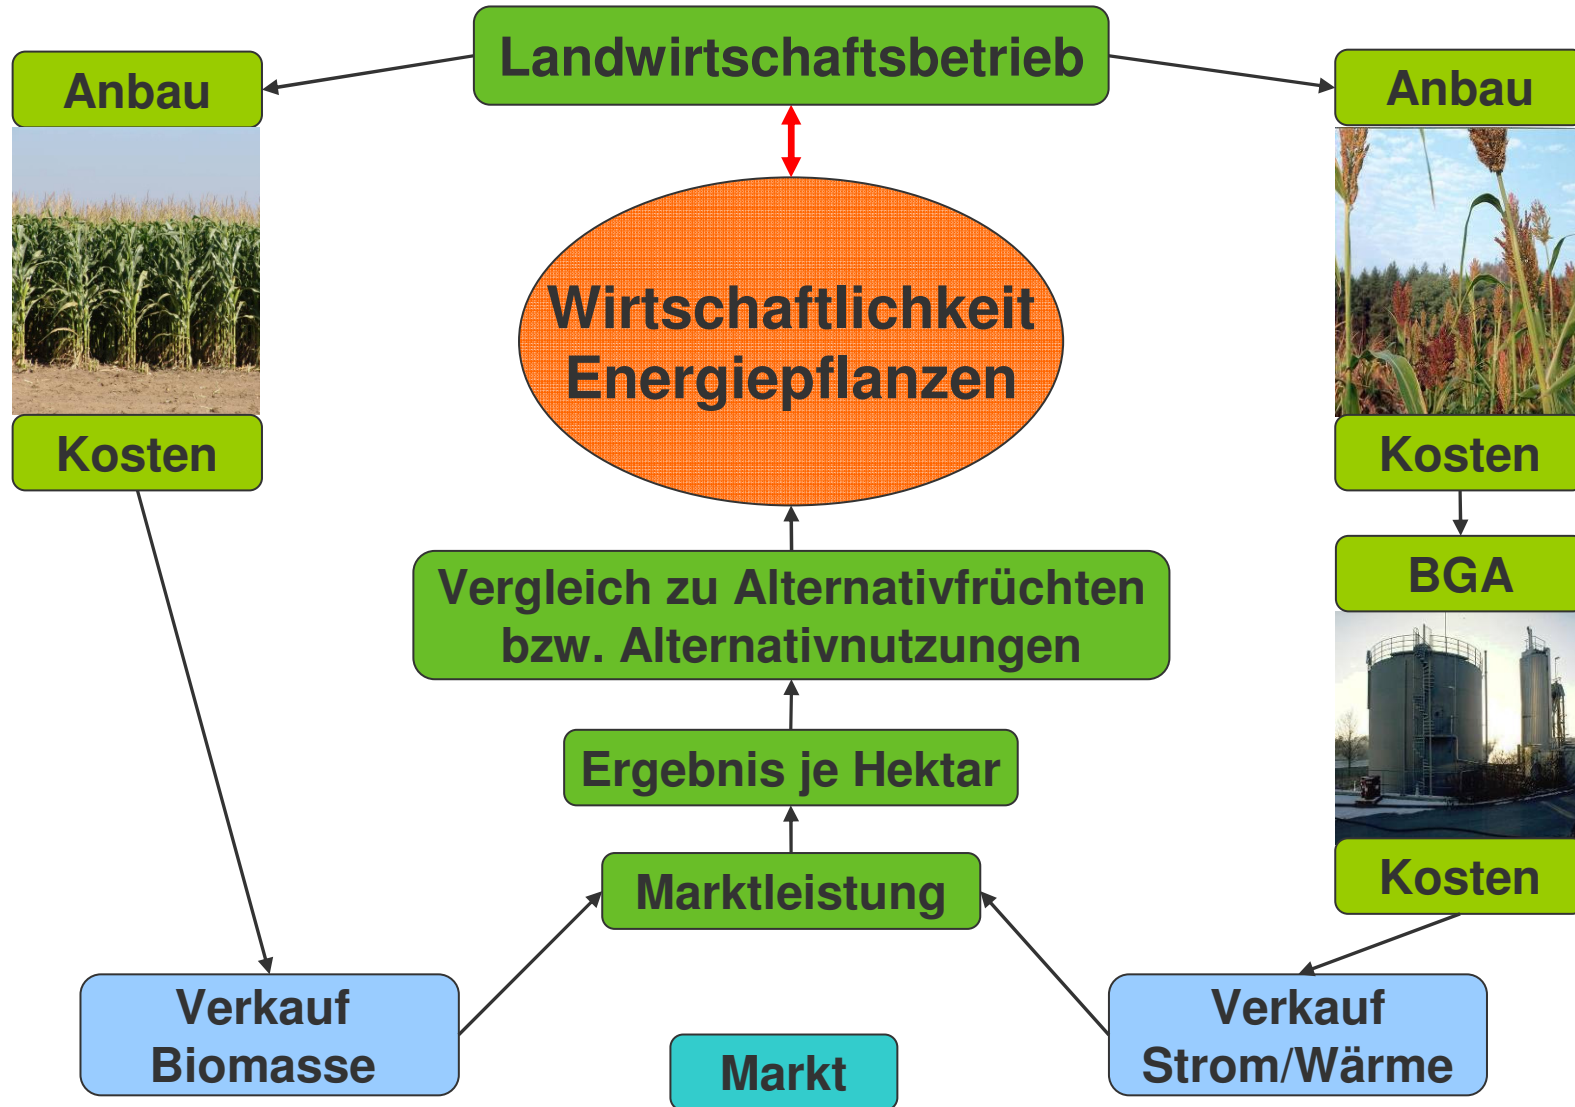 Landwirtschaftsbetrieb
Anbau
Anbau
Wirtschaftlichkeit
Energiepflanzen
Kosten
Kosten
BGA
Vergleich zu Alternativfrüchten
bzw. Alternativnutzungen
Ergebnis je Hektar
Marktleistung
Kosten
Verkauf
Biomasse
Verkauf
Strom/Wärme
Markt